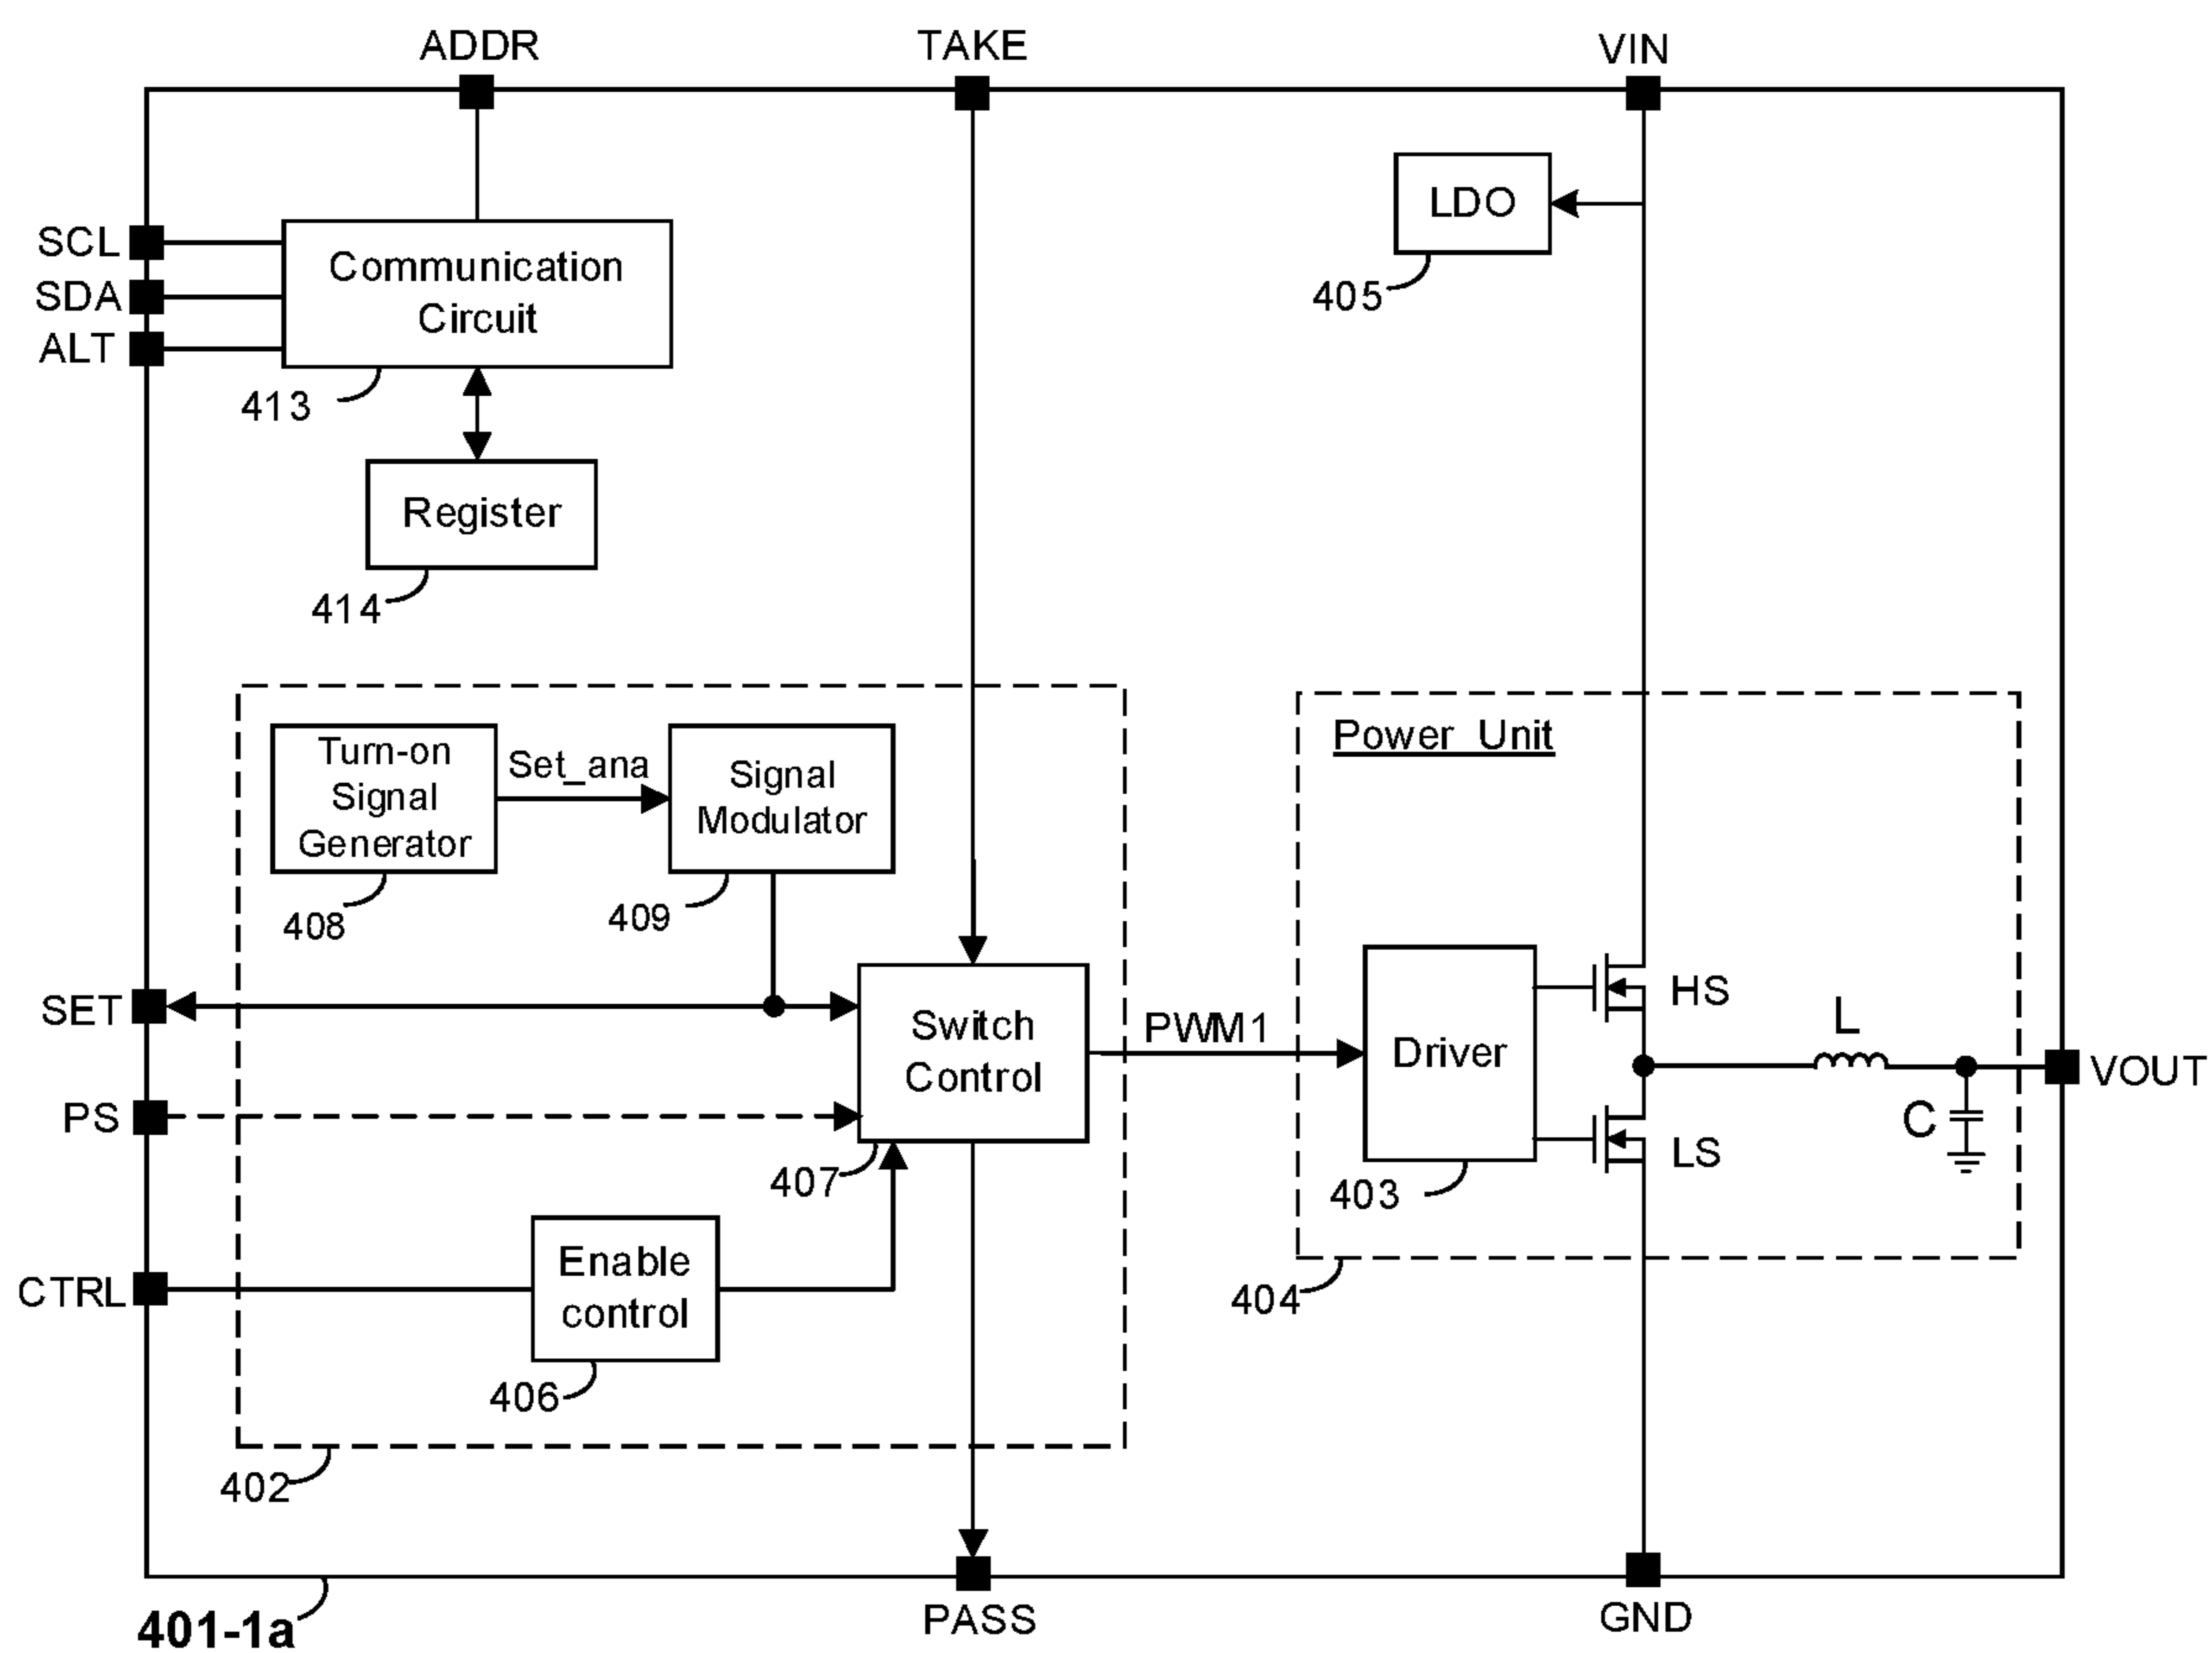 ADDR
TAKE
VIN
SCL
SDA
ALT
Communication
Circuit
413
LDO
405
Register
414
Turn-on
Signal
Generator
408
Set_ana
Signal
Modulator
409
Power Unit
SET
PS
CTRL
Switch
Control
407
PWM1
Driver
403
HS
LS
L
C
VOUT
Enable
control
406
404
402
401-1a
PASS
GND